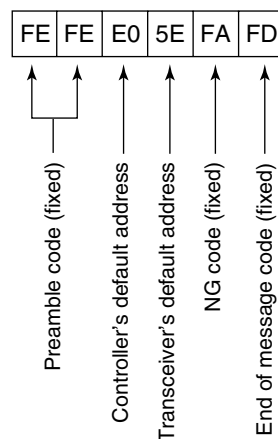 FE FE E0 5E FA FD
Preamble code (fixed)
Controller's default address
Transceiver's default address
NG code (fixed)
End of message code (fixed)